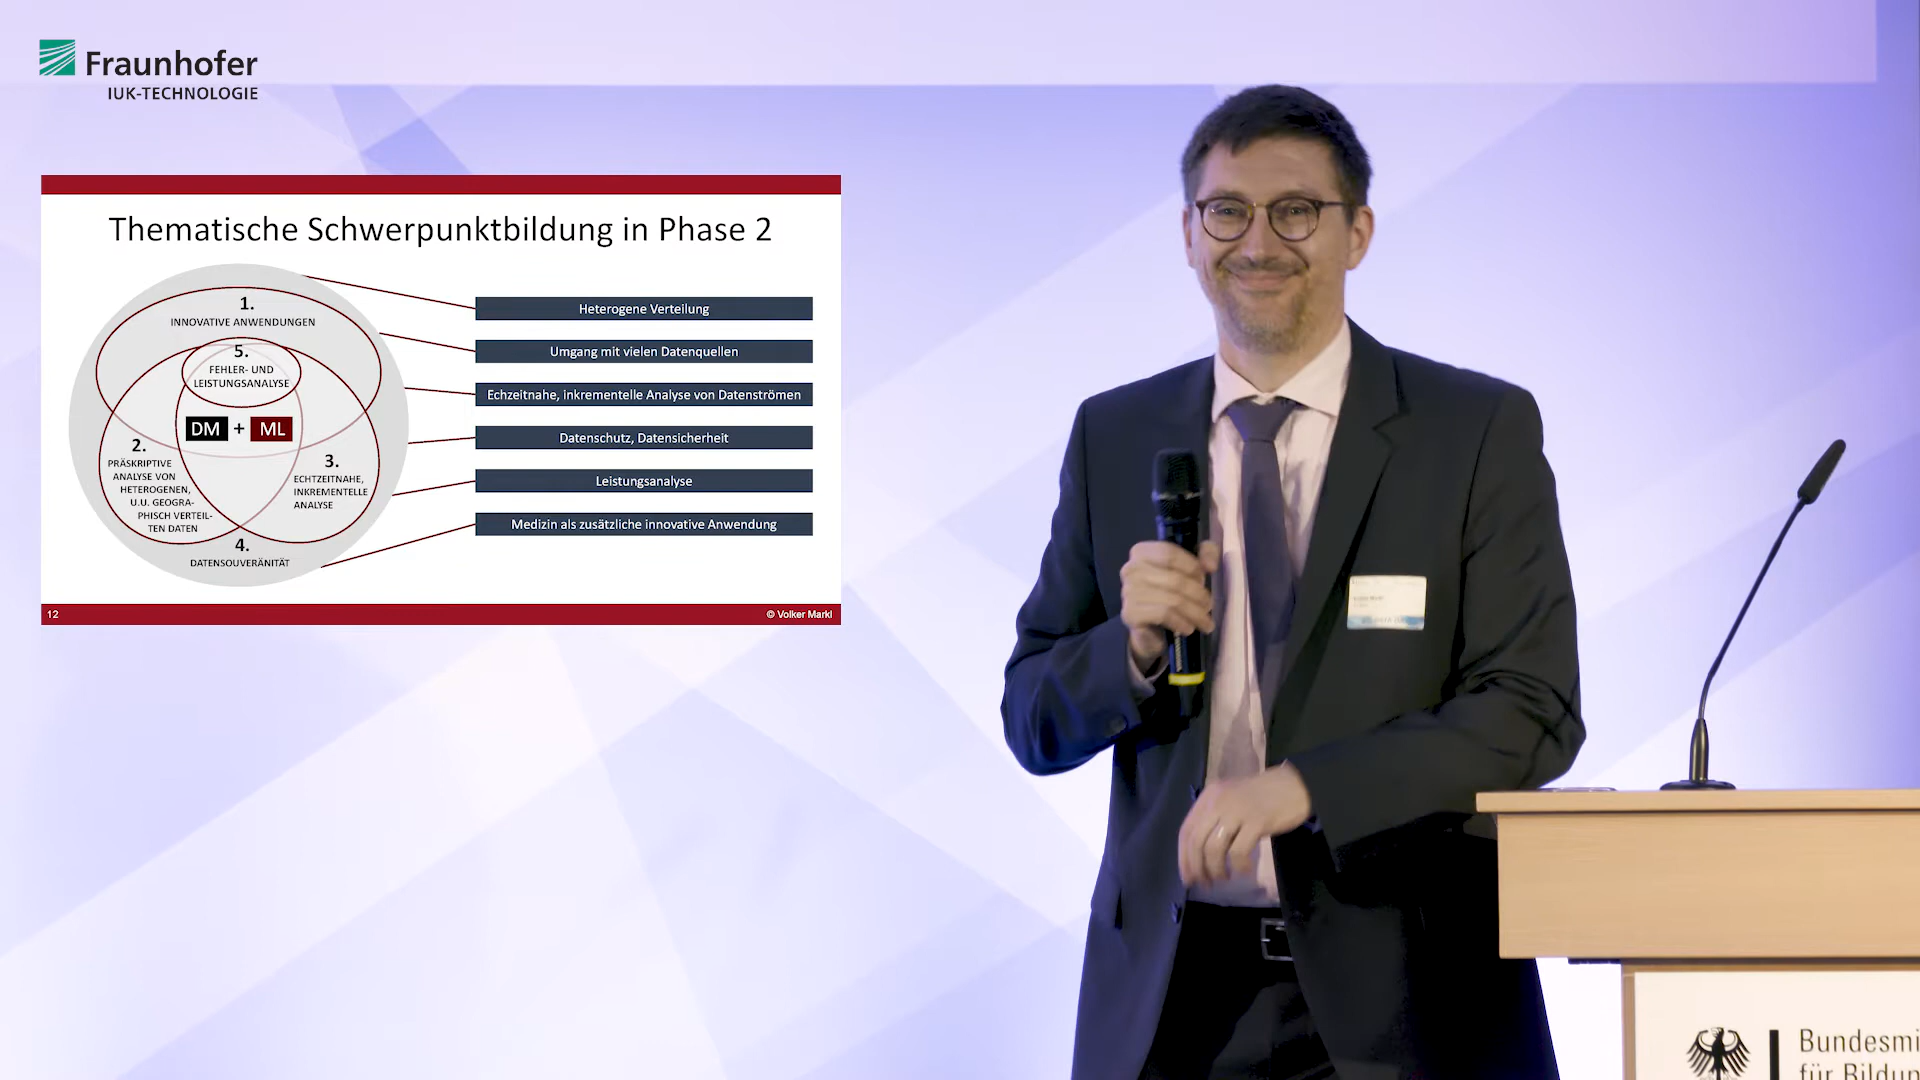 Fraunhofer
IUK-TECHNOLOGIE
Thematische Schwerpunktbildung in Phase 2
1.
INNOVATIVE ANWENDUNGEN
5.
FEHLER- UND
LEISTUNGSANALYSE
DM + ML
2.
PRÄSKRIPTIVE
ANALYSE VON
HETEROGENEN,
U.U. GEOGRA-
PHISCH VERTEIL-
TEN DATEN
3.
ECHTZEITNAHE,
INKREMENTELLE
ANALYSE
4.
DATENSOUVERÄNITÄT
Heterogene Verteilung
Umgang mit vielen Datenquellen
Echzeitnahe, inkrementelle Analyse von Datenströmen
Datenschutz, Datensicherheit
Leistungsanalyse
Medizin als zusätzliche innovative Anwendung
12
© Volker Markl
Bundesmi
für Bildun